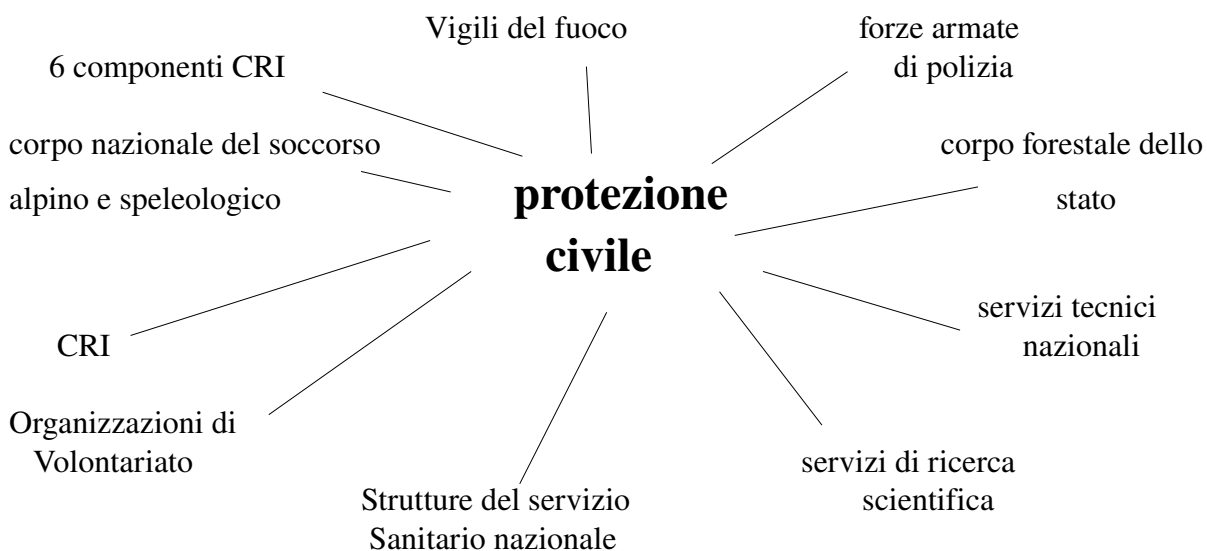 Vigili del fuoco
forze armate
di polizia
6 componenti CRI
corpo nazionale del soccorso
alpino e speleologico
corpo forestale dello
stato
protezione
civile
servizi tecnici
nazionali
CRI
Organizzazioni di
Volontariato
servizi di ricerca
scientifica
Strutture del servizio
Sanitario nazionale